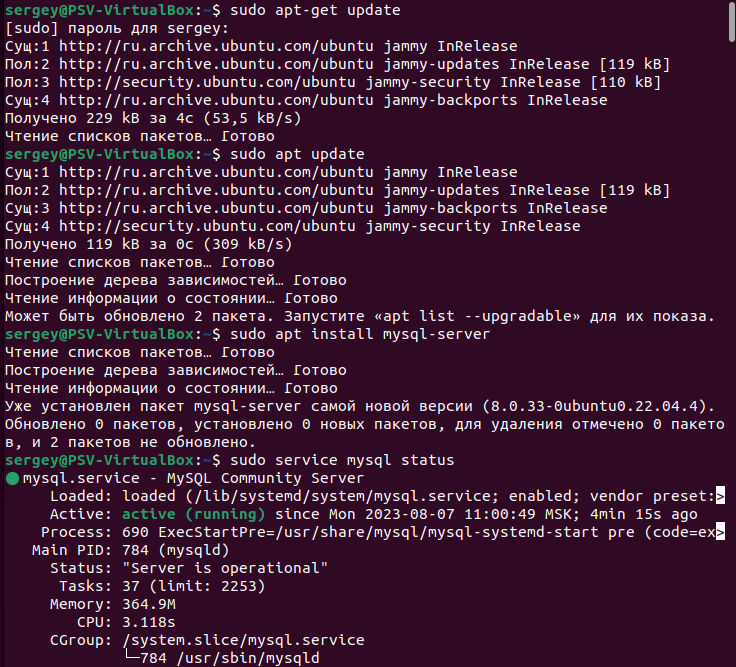 sergey@PSV-VirtualBox:~$ sudo apt-get update
[sudo] пароль для sergey:
Сущ:1 http://ru.archive.ubuntu.com/ubuntu jammy InRelease
Пол:2 http://ru.archive.ubuntu.com/ubuntu jammy-updates InRelease [119 kB]
Пол:3 http://security.ubuntu.com/ubuntu jammy-security InRelease [110 kB]
Сущ:4 http://ru.archive.ubuntu.com/ubuntu jammy-backports InRelease
Получено 229 kB за 4с (53,5 kB/s)
Чтение списков пакетов… Готово
sergey@PSV-VirtualBox:~$ sudo apt update
Сущ:1 http://ru.archive.ubuntu.com/ubuntu jammy InRelease
Пол:2 http://ru.archive.ubuntu.com/ubuntu jammy-updates InRelease [119 kB]
Сущ:3 http://ru.archive.ubuntu.com/ubuntu jammy-backports InRelease
Сущ:4 http://security.ubuntu.com/ubuntu jammy-security InRelease
Получено 119 kB за 0с (309 kB/s)
Чтение списков пакетов… Готово
Построение дерева зависимостей… Готово
Чтение информации о состоянии… Готово
Может быть обновлено 2 пакета. Запустите «apt list --upgradable» для их показа.
sergey@PSV-VirtualBox:~$ sudo apt install mysql-server
Чтение списков пакетов… Готово
Построение дерева зависимостей… Готово
Чтение информации о состоянии… Готово
Уже установлен пакет mysql-server самой новой версии (8.0.33-0ubuntu0.22.04.4).
Обновлено 0 пакетов, установлено 0 новых пакетов, для удаления отмечено 0 пакето
в, и 2 пакетов не обновлено.
sergey@PSV-VirtualBox:~$ sudo service mysql status
● mysql.service - MySQL Community Server
Loaded: loaded (/lib/systemd/system/mysql.service; enabled; vendor preset:>
Active: active (running) since Mon 2023-08-07 11:00:49 MSK; 4min 15s ago
Process: 690 ExecStartPre=/usr/share/mysql/mysql-systemd-start pre (code=ex>
Main PID: 784 (mysqld)
Status: "Server is operational"
Tasks: 37 (limit: 2253)
Memory: 364.9M
CPU: 3.118s
CGroup: /system.slice/mysql.service
└─784 /usr/sbin/mysqld